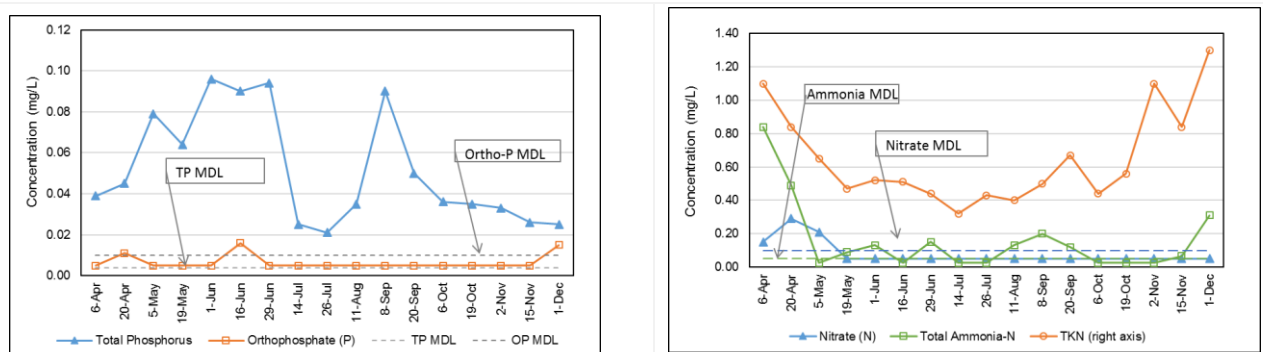 0.12
0.10
0.08
0.06
0.04
0.02
0.00
Concentration (mg/L)
TP MDL
Ortho-P MDL
6-Apr
20-Apr
5-May
19-May
1-Jun
16-Jun
29-Jun
14-Jul
26-Jul
11-Aug
8-Sep
20-Sep
6-Oct
19-Oct
2-Nov
15-Nov
1-Dec
Total Phosphorus
Orthophosphate (P)
TP MDL
OP MDL
1.40
1.20
1.00
0.80
0.60
0.40
0.20
0.00
Concentration (mg/L)
Ammonia MDL
Nitrate MDL
6-Apr
20-Apr
5-May
19-May
1-Jun
16-Jun
29-Jun
14-Jul
26-Jul
11-Aug
8-Sep
20-Sep
6-Oct
19-Oct
2-Nov
15-Nov
1-Dec
Nitrate (N)
Total Ammonia-N
TKN (right axis)